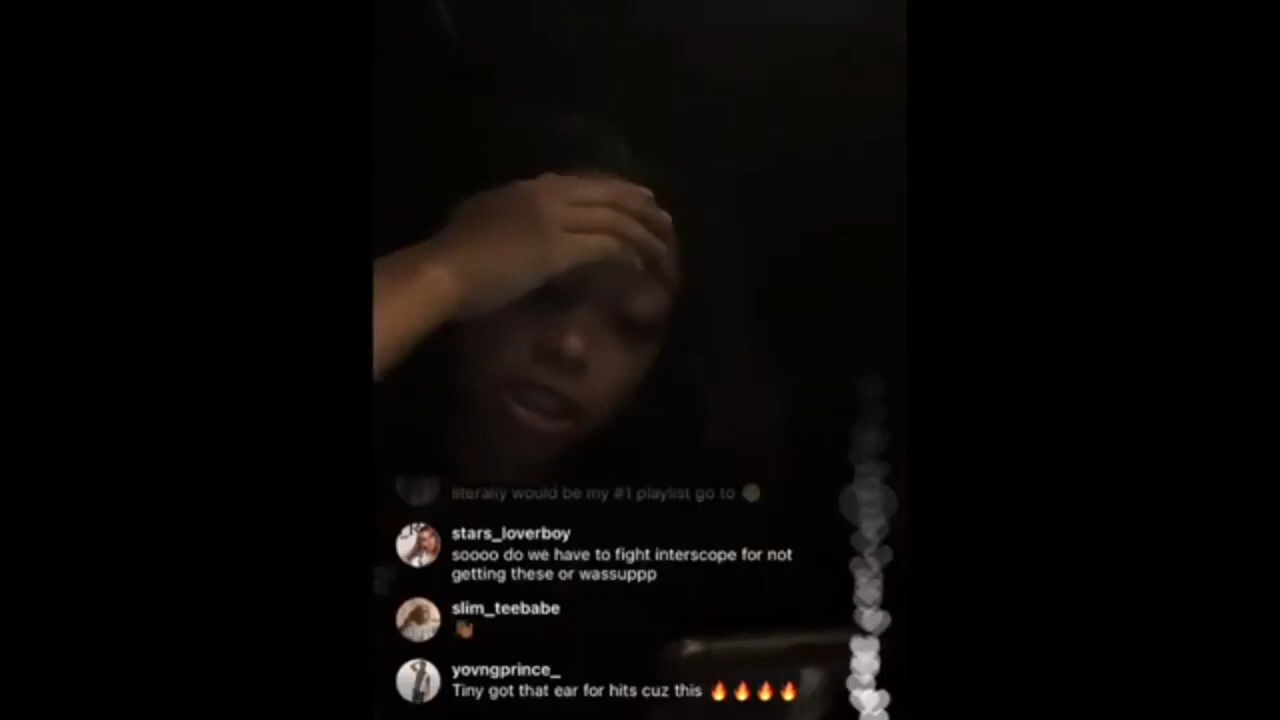 literally would be my #1 playlist go to
stars_loverboy
soooo do we have to fight interscope for not
getting these or wassuppp
slim_teebabe
👏🏾
yovngprince_
Tiny got that ear for hits cuz this 🔥🔥🔥🔥